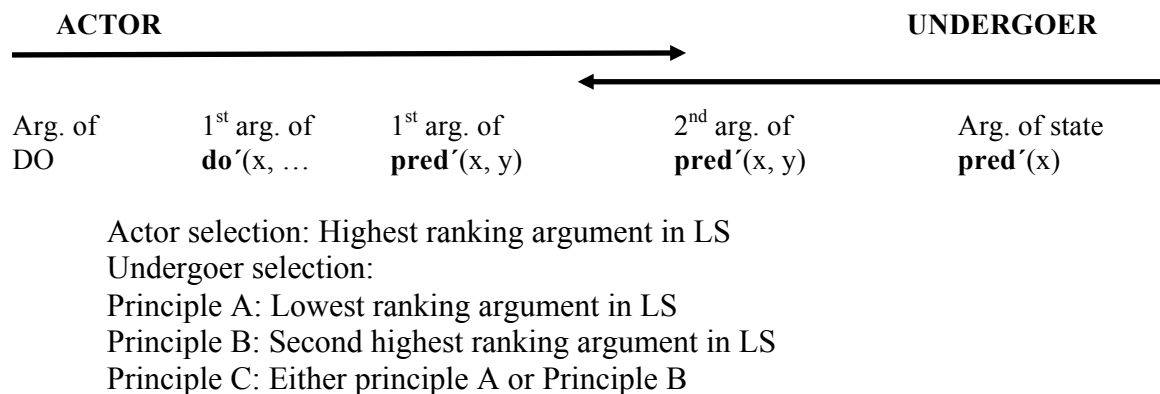 ACTOR UNDERGOER
Arg. of 1st arg. of 1st arg. of 2nd arg. of Arg. of state
DO do´(x, … pred´(x, y) pred´(x, y) pred´(x)
Actor selection: Highest ranking argument in LS
Undergoer selection:
Principle A: Lowest ranking argument in LS
Principle B: Second highest ranking argument in LS
Principle C: Either principle A or Principle B